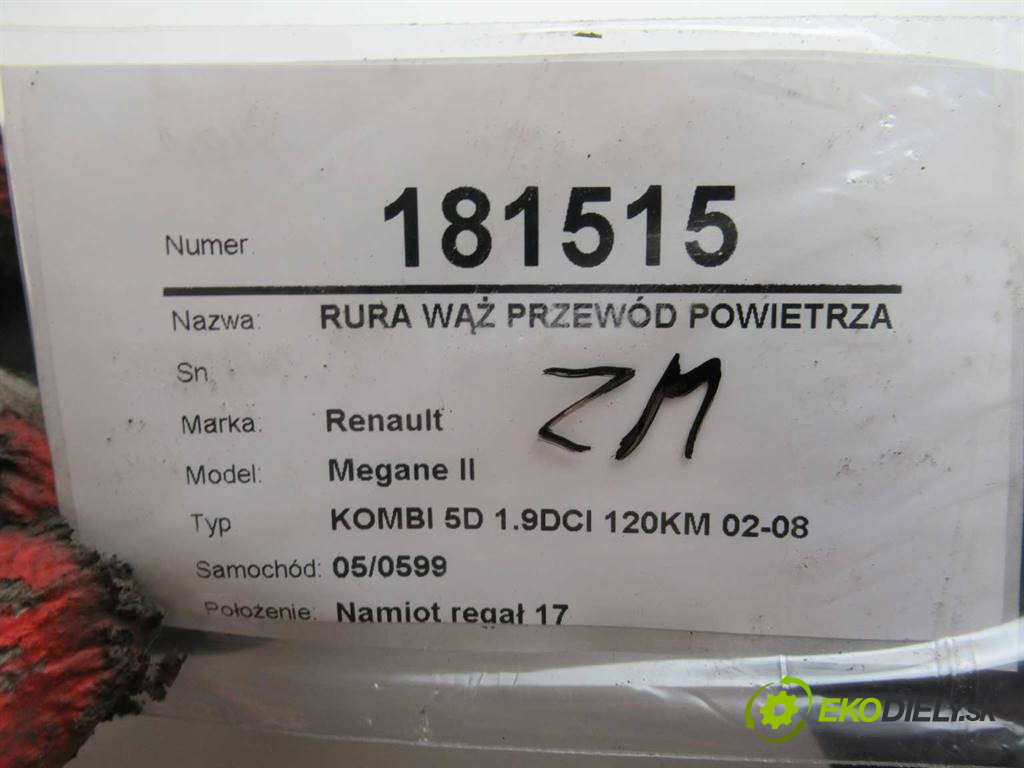 Numer: 181515
Nazwa: RURA WĄŻ PRZEWÓD POWIETRZA
Sn:
ZM
Marka: Renault
Model: Megane II
Typ KOMBI 5D 1.9DCI 120KM 02-08
Samochód: 05/0599
Położenie: Namiot regał 17
EKODIELY.SK